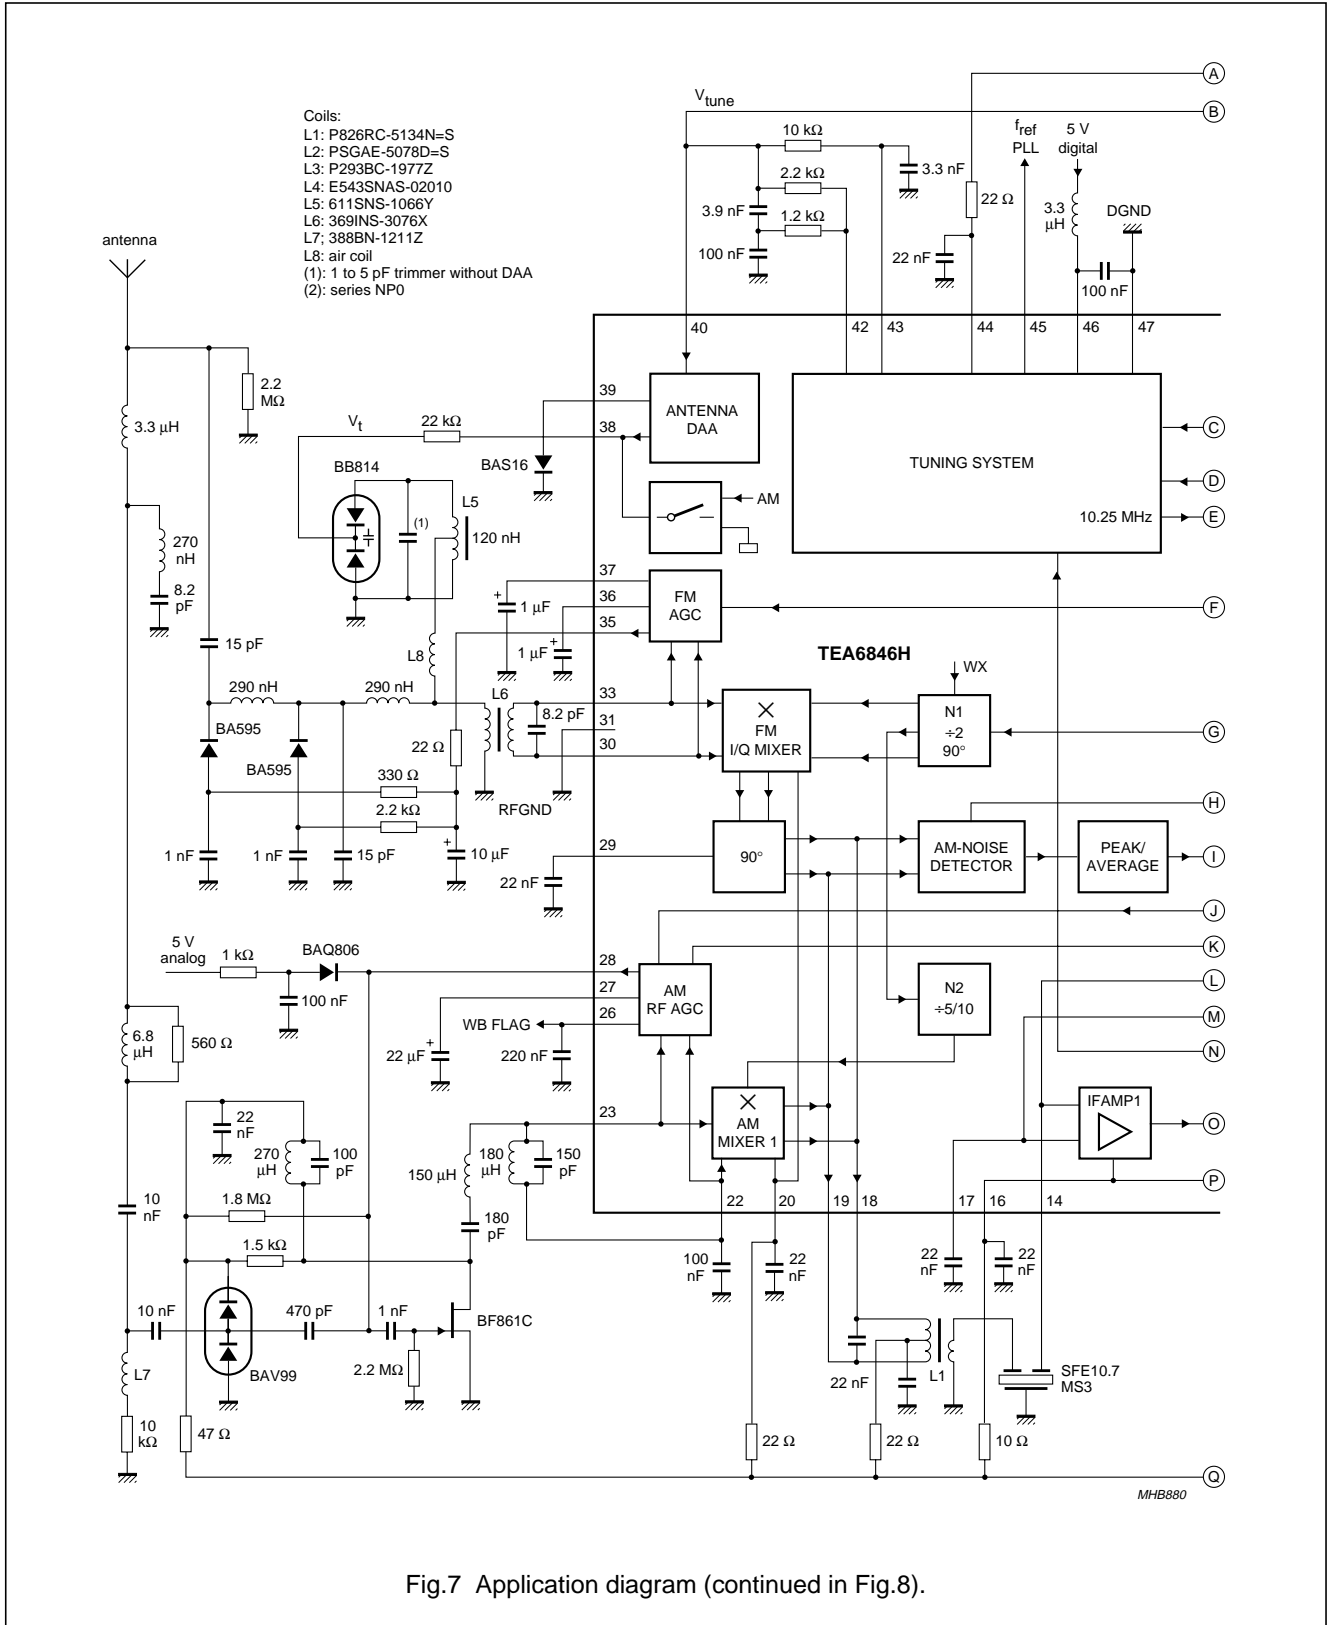 A
V tune
B
Coils:
L1: P826RC-5134N=S
L2: PSGAE-5078D=S
L3: P293BC-1977Z
L4: E543SNAS-02010
L5: 611SNS-1066Y
L6: 369INS-3076X
L7; 388BN-1211Z
L8: air coil
(1): 1 to 5 pF trimmer without DAA
(2): series NP0
10 kΩ
fref
PLL
5 V
digital
3.3 nF
2.2 kΩ
22 Ω
3.9 nF
1.2 kΩ
3.3
μH
DGND
100 nF
22 nF
100 nF
antenna
40
42
43
44
45
46
47
2.2
MΩ
3.3 μH
39
ANTENNA
DAA
Vt
22 kΩ
38
C
BAS16
TUNING SYSTEM
BB814
L5
AM
D
(1)
120 nH
10.25 MHz
E
270
nH
8.2
pF
37
FM
AGC
36
1 μF
F
+
35
+
1 μF
15 pF
L8
TEA6846H
WX
290 nH
290 nH
L6
33
8.2 pF
FM
I/Q MIXER
N1
÷2
90°
G
BA595
31
22 Ω
30
BA595
330 Ω
RFGND
2.2 kΩ
H
1 nF
1 nF
15 pF
+
10 μF
29
90°
AM-NOISE
DETECTOR
PEAK/
AVERAGE
I
22 nF
J
5 V
analog
1 kΩ
BAQ806
K
28
AM
RF AGC
N2
÷5/10
L
27
100 nF
WB FLAG
26
M
6.8
μH
560 Ω
22 μF
+
220 nF
N
IFAMP1
22
nF
23
AM
MIXER 1
O
270
μH
100
pF
150 μH
180
μH
150
pF
P
10
nF
1.8 MΩ
180
pF
22
20
19
18
17
16
14
1.5 kΩ
100
nF
22
nF
22
nF
22
nF
10 nF
470 pF
1 nF
BF861C
L7
BAV99
2.2 MΩ
22 nF
L1
SFE10.7
MS3
10
kΩ
47 Ω
22 Ω
22 Ω
10 Ω
Q
MHB880
Fig.7 Application diagram (continued in Fig.8).